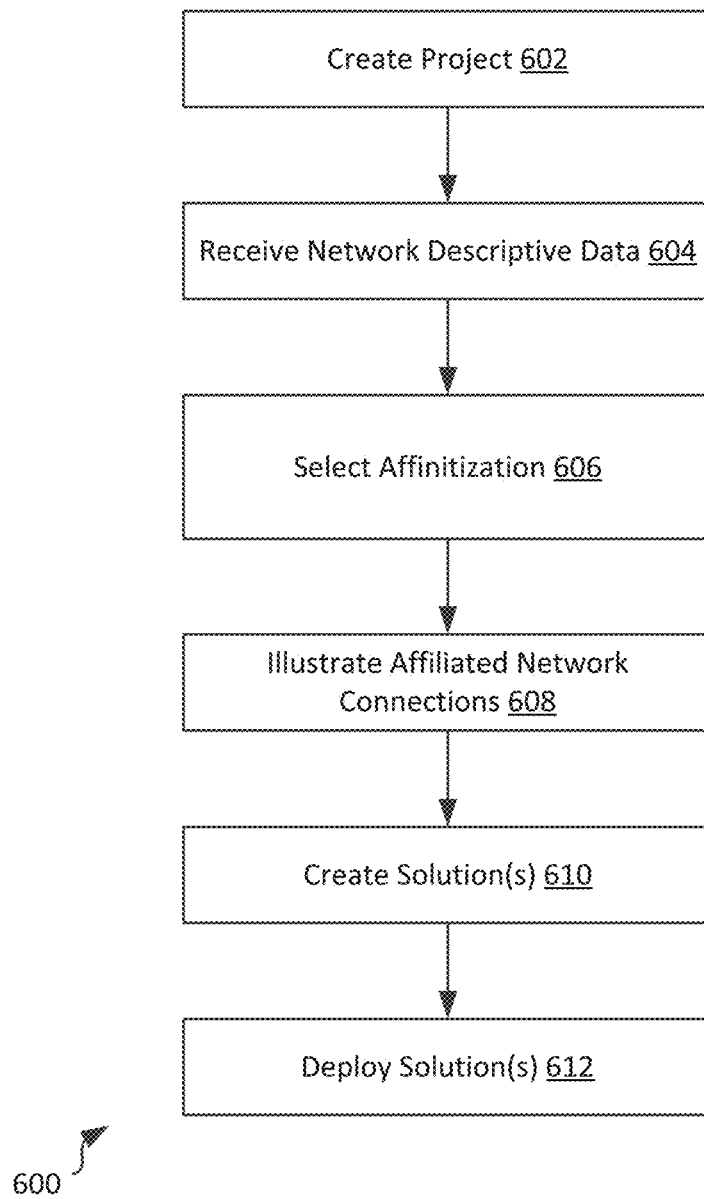 Create Project 602
Receive Network Descriptive Data 604
Select Affinitization 606
Illustrate Affiliated Network
Connections 608
Create Solution(s) 610
Deploy Solution(s) 612
600